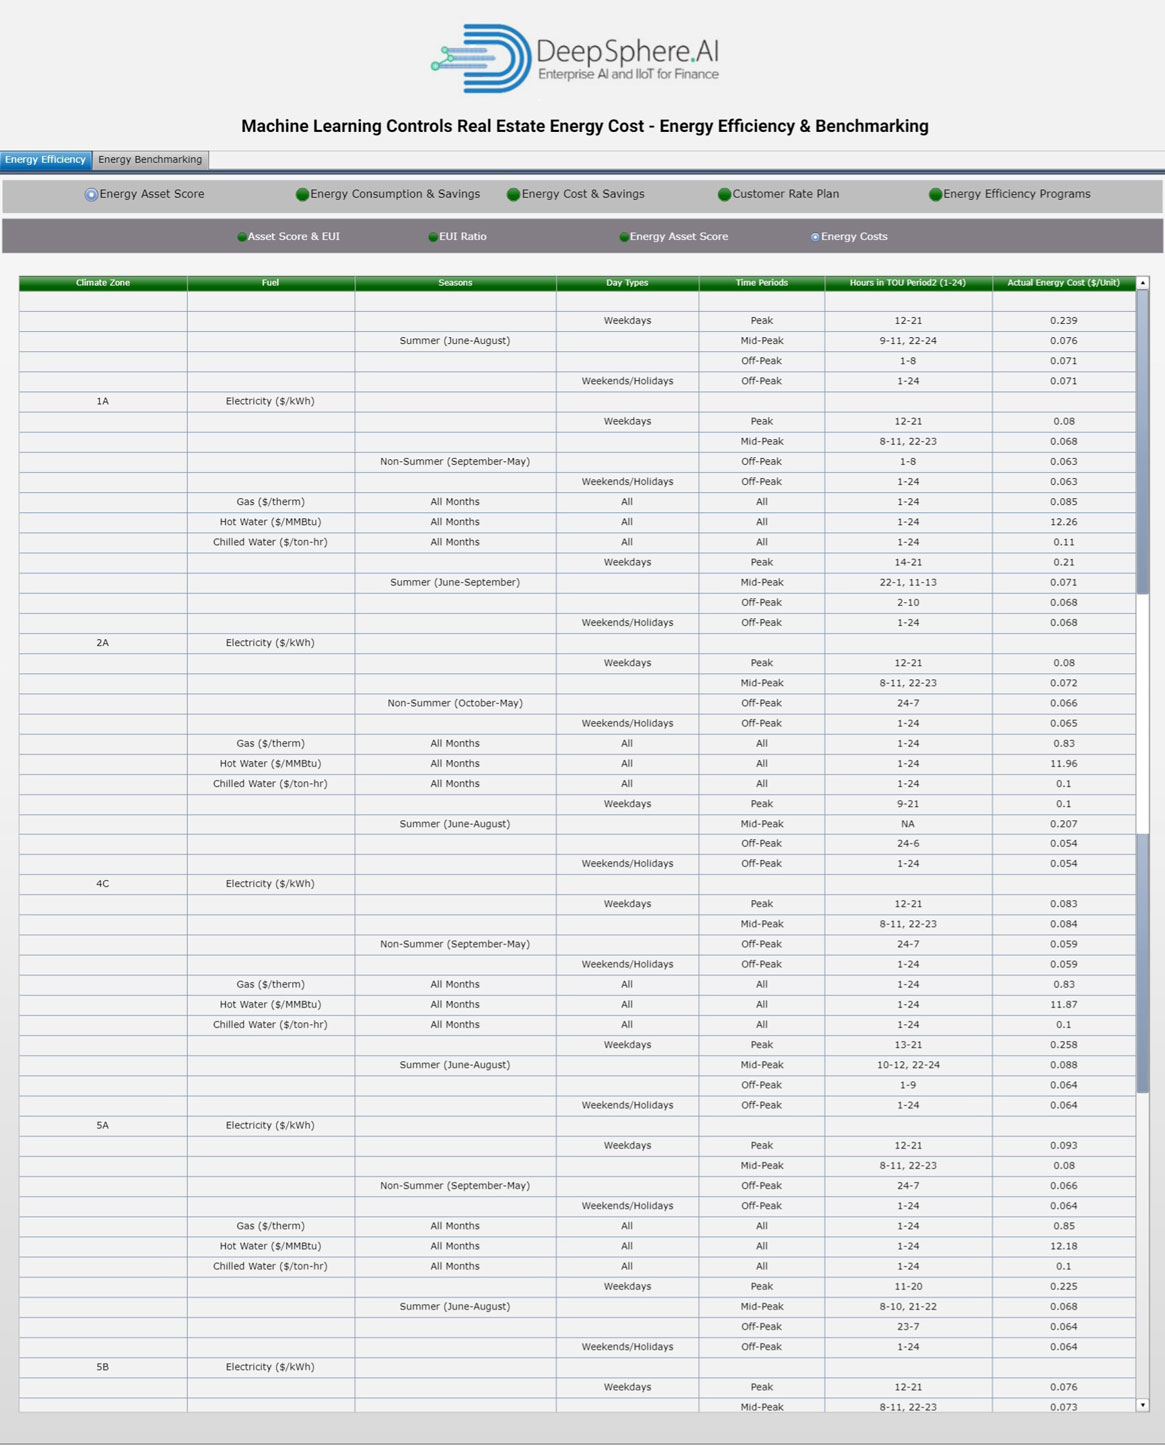 DeepSphere.AI
Enterprise AI and IIoT for Finance
Machine Learning Controls Real Estate Energy Cost - Energy Efficiency & Benchmarking
Energy Efficiency Energy Benchmarking
Energy Asset Score Energy Consumption & Savings Energy Cost & Savings Customer Rate Plan Energy Efficiency Programs
Asset Score & EUI EUI Ratio Energy Asset Score Energy Costs
Climate Zone Fuel Seasons Day Types Time Periods Hours in TOU Period2 (1-24) Actual Energy Cost ($/Unit)
Weekdays Peak 12-21 0.239
Summer (June-August) Mid-Peak 9-11, 22-24 0.076
Off-Peak 1-8 0.071
Weekends/Holidays Off-Peak 1-24 0.071
1A Electricity ($/kWh)
Weekdays Peak 12-21 0.08
Mid-Peak 8-11, 22-23 0.068
Non-Summer (September-May) Off-Peak 1-8 0.063
Weekends/Holidays Off-Peak 1-24 0.063
Gas ($/therm) All Months All All 1-24 0.085
Hot Water ($/MMBtu) All Months All All 1-24 12.26
Chilled Water ($/ton-hr) All Months All All 1-24 0.11
Weekdays Peak 14-21 0.21
Summer (June-September) Mid-Peak 22-1, 11-13 0.071
Off-Peak 2-10 0.068
Weekends/Holidays Off-Peak 1-24 0.068
2A Electricity ($/kWh)
Weekdays Peak 12-21 0.08
Mid-Peak 8-11, 22-23 0.072
Non-Summer (October-May) Off-Peak 24-7 0.066
Weekends/Holidays Off-Peak 1-24 0.065
Gas ($/therm) All Months All All 1-24 0.83
Hot Water ($/MMBtu) All Months All All 1-24 11.96
Chilled Water ($/ton-hr) All Months All All 1-24 0.1
Weekdays Peak 9-21 0.1
Summer (June-August) Mid-Peak NA 0.207
Off-Peak 24-6 0.054
Weekends/Holidays Off-Peak 1-24 0.054
4C Electricity ($/kWh)
Weekdays Peak 12-21 0.083
Mid-Peak 8-11, 22-23 0.084
Non-Summer (September-May) Off-Peak 24-7 0.059
Weekends/Holidays Off-Peak 1-24 0.059
Gas ($/therm) All Months All All 1-24 0.83
Hot Water ($/MMBtu) All Months All All 1-24 11.87
Chilled Water ($/ton-hr) All Months All All 1-24 0.1
Weekdays Peak 13-21 0.258
Summer (June-August) Mid-Peak 10-12, 22-24 0.088
Off-Peak 1-9 0.064
Weekends/Holidays Off-Peak 1-24 0.064
5A Electricity ($/kWh)
Weekdays Peak 12-21 0.093
Mid-Peak 8-11, 22-23 0.08
Non-Summer (September-May) Off-Peak 24-7 0.066
Weekends/Holidays Off-Peak 1-24 0.064
Gas ($/therm) All Months All All 1-24 0.85
Hot Water ($/MMBtu) All Months All All 1-24 12.18
Chilled Water ($/ton-hr) All Months All All 1-24 0.1
Weekdays Peak 11-20 0.225
Summer (June-August) Mid-Peak 8-10, 21-22 0.068
Off-Peak 23-7 0.064
Weekends/Holidays Off-Peak 1-24 0.064
5B Electricity ($/kWh)
Weekdays Peak 12-21 0.076
Mid-Peak 8-11, 22-23 0.073